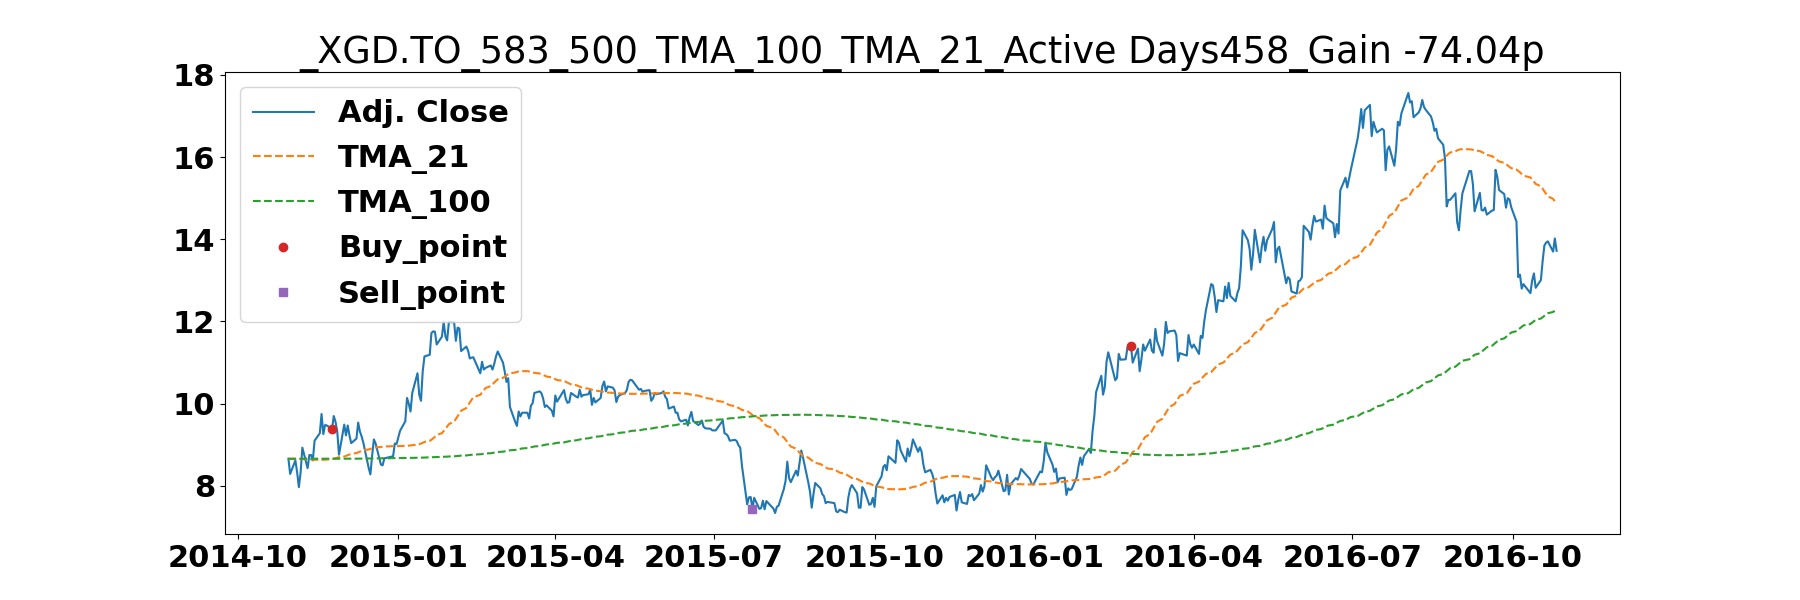 _XGD.TO_583_500_TMA_100_TMA_21_Active Days458_Gain -74.04p
18
16
14
12
10
8
Adj. Close
TMA_21
TMA_100
Buy_point
Sell_point
2014-10 2015-01 2015-04 2015-07 2015-10 2016-01 2016-04 2016-07 2016-10